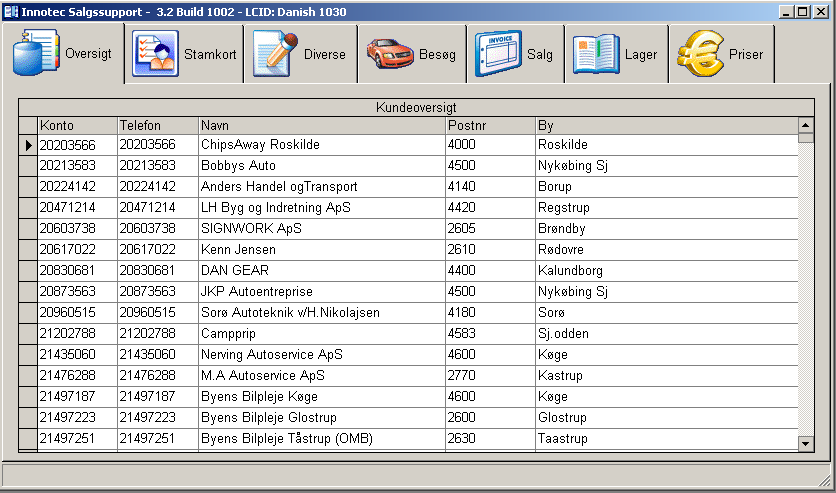 Innotec Salgssupport - 3.2 Build 1002 - LCID: Danish 1030
Oversigt Stamkort Diverse Besøg INVOICE Salg Lager Priser
Kundeoversigt
Konto Telefon Navn Postnr By
20203566 20203566 ChipsAway Roskilde 4000 Roskilde
20213583 20213583 Bobbys Auto 4500 Nykøbing Sj
20224142 20224142 Anders Handel ogTransport 4140 Borup
20471214 20471214 LH Byg og Indretning ApS 4420 Regstrup
20603738 20603738 SIGNWORK ApS 2605 Brøndby
20617022 20617022 Kenn Jensen 2610 Rødovre
20830681 20830681 DAN GEAR 4400 Kalundborg
20873563 20873563 JKP Autoentreprise 4500 Nykøbing Sj
20960515 20960515 Sorø Autoteknik v/H.Nikolajsen 4180 Sorø
21202788 21202788 Campprip 4583 Sj.odden
21435060 21435060 Nerving Autoservice ApS 4600 Køge
21476288 21476288 M.A Autoservice ApS 2770 Kastrup
21497187 21497187 Byens Bilpleje Køge 4600 Køge
21497223 21497223 Byens Bilpleje Glostrup 2600 Glostrup
21497251 21497251 Byens Bilpleje Tåstrup (OMB) 2630 Taastrup